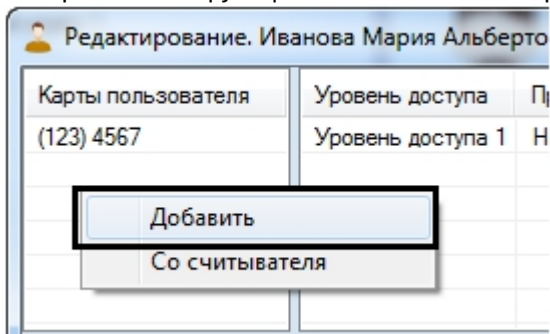 Редактирование. Иванова Мария Альберто
Карты пользователя Уровень доступа
(123) 4567 Уровень доступа 1 Н
Добавить
Со считывателя